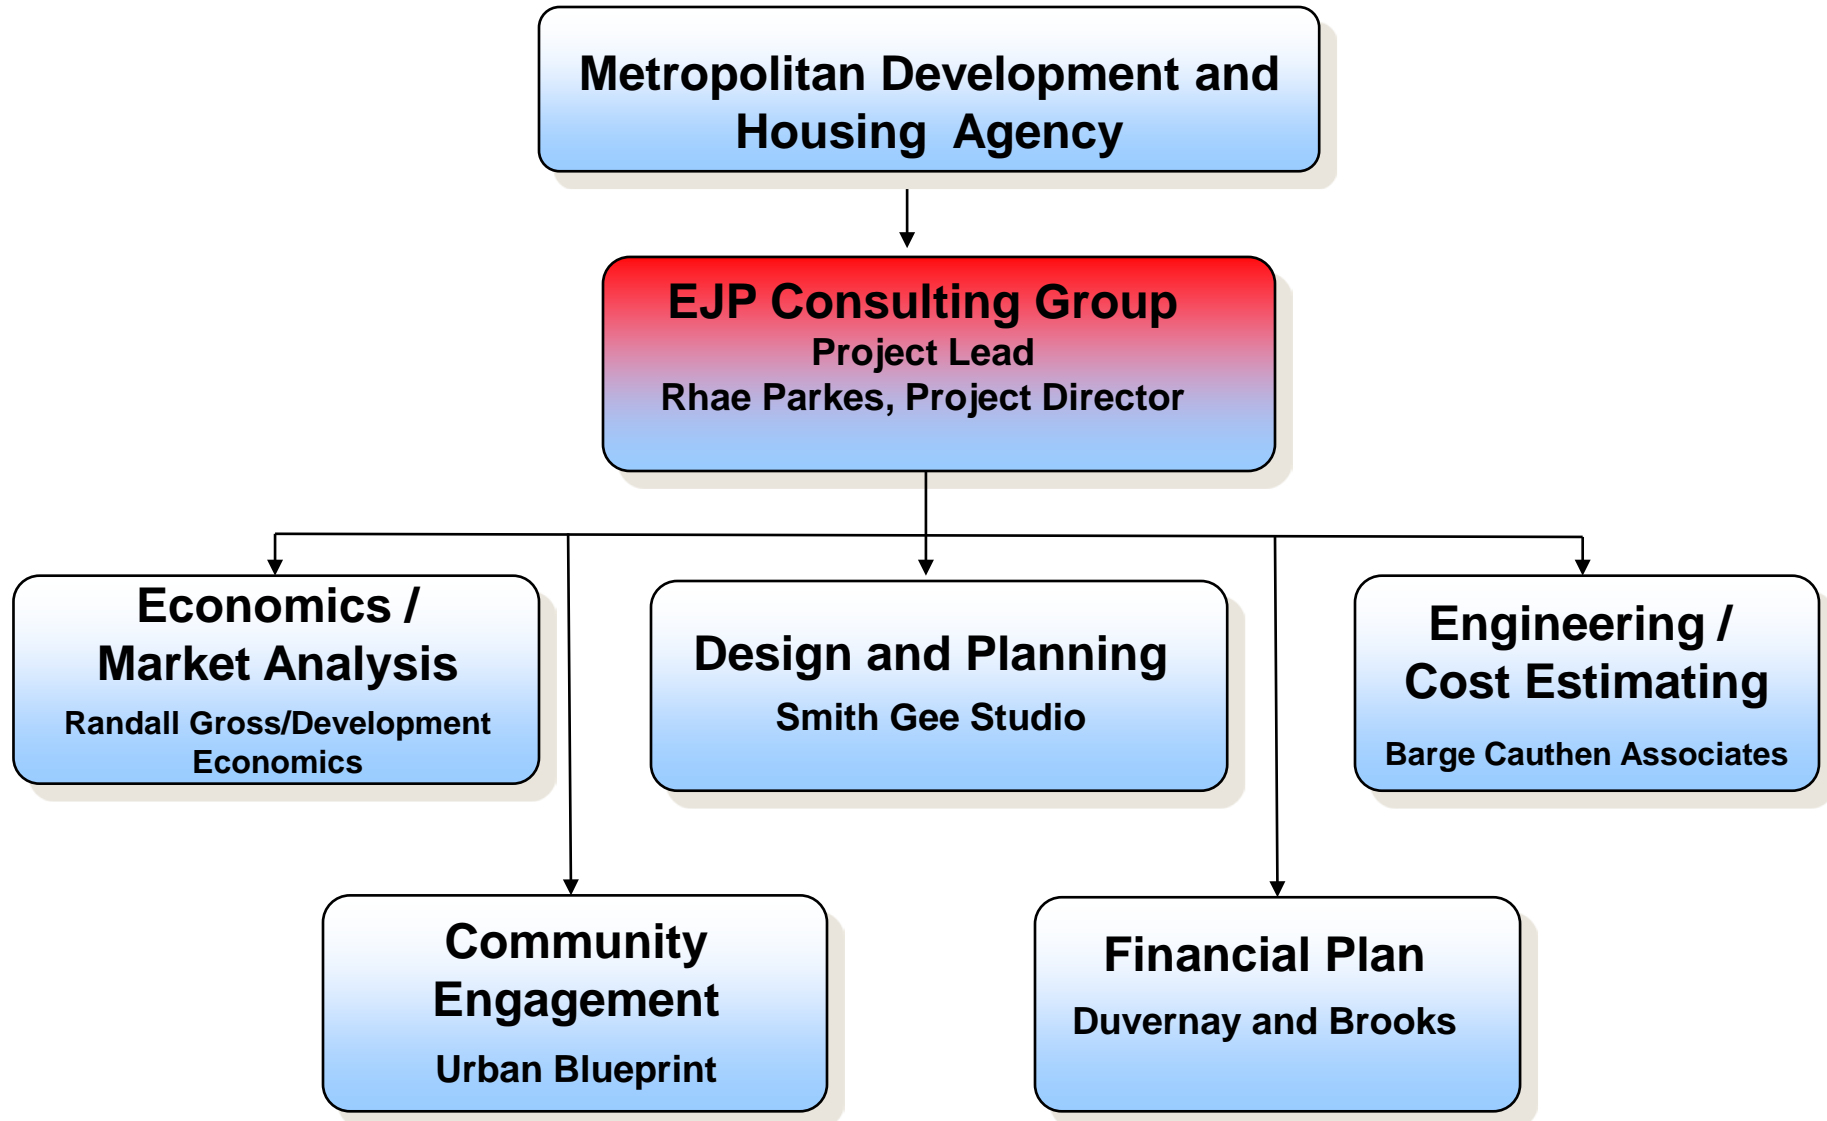 Metropolitan Development and
Housing Agency
EJP Consulting Group
Project Lead
Rhae Parkes, Project Director
Economics /
Market Analysis
Randall Gross/Development
Economics
Design and Planning
Smith Gee Studio
Engineering /
Cost Estimating
Barge Cauthen Associates
Community
Engagement
Urban Blueprint
Financial Plan
Duvernay and Brooks